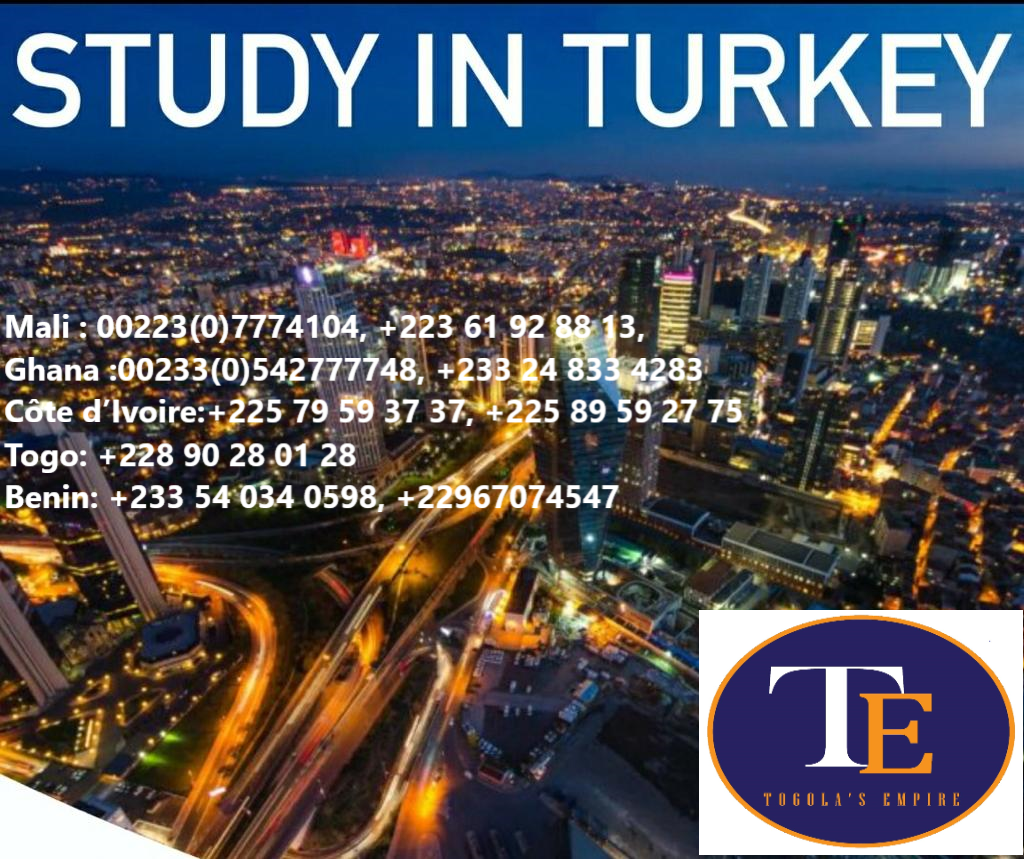 STUDY IN TURKEY
Mali : 00223(0)7774104, +223 61 92 88 13,
Ghana :00233(0)542777748, +233 24 833 4283
Côte d’Ivoire:+225 79 59 37 37, +225 89 59 27 75
Togo: +228 90 28 01 28
Benin: +233 54 034 0598, +22967074547
TE
TOGOLA'S EMPIRE